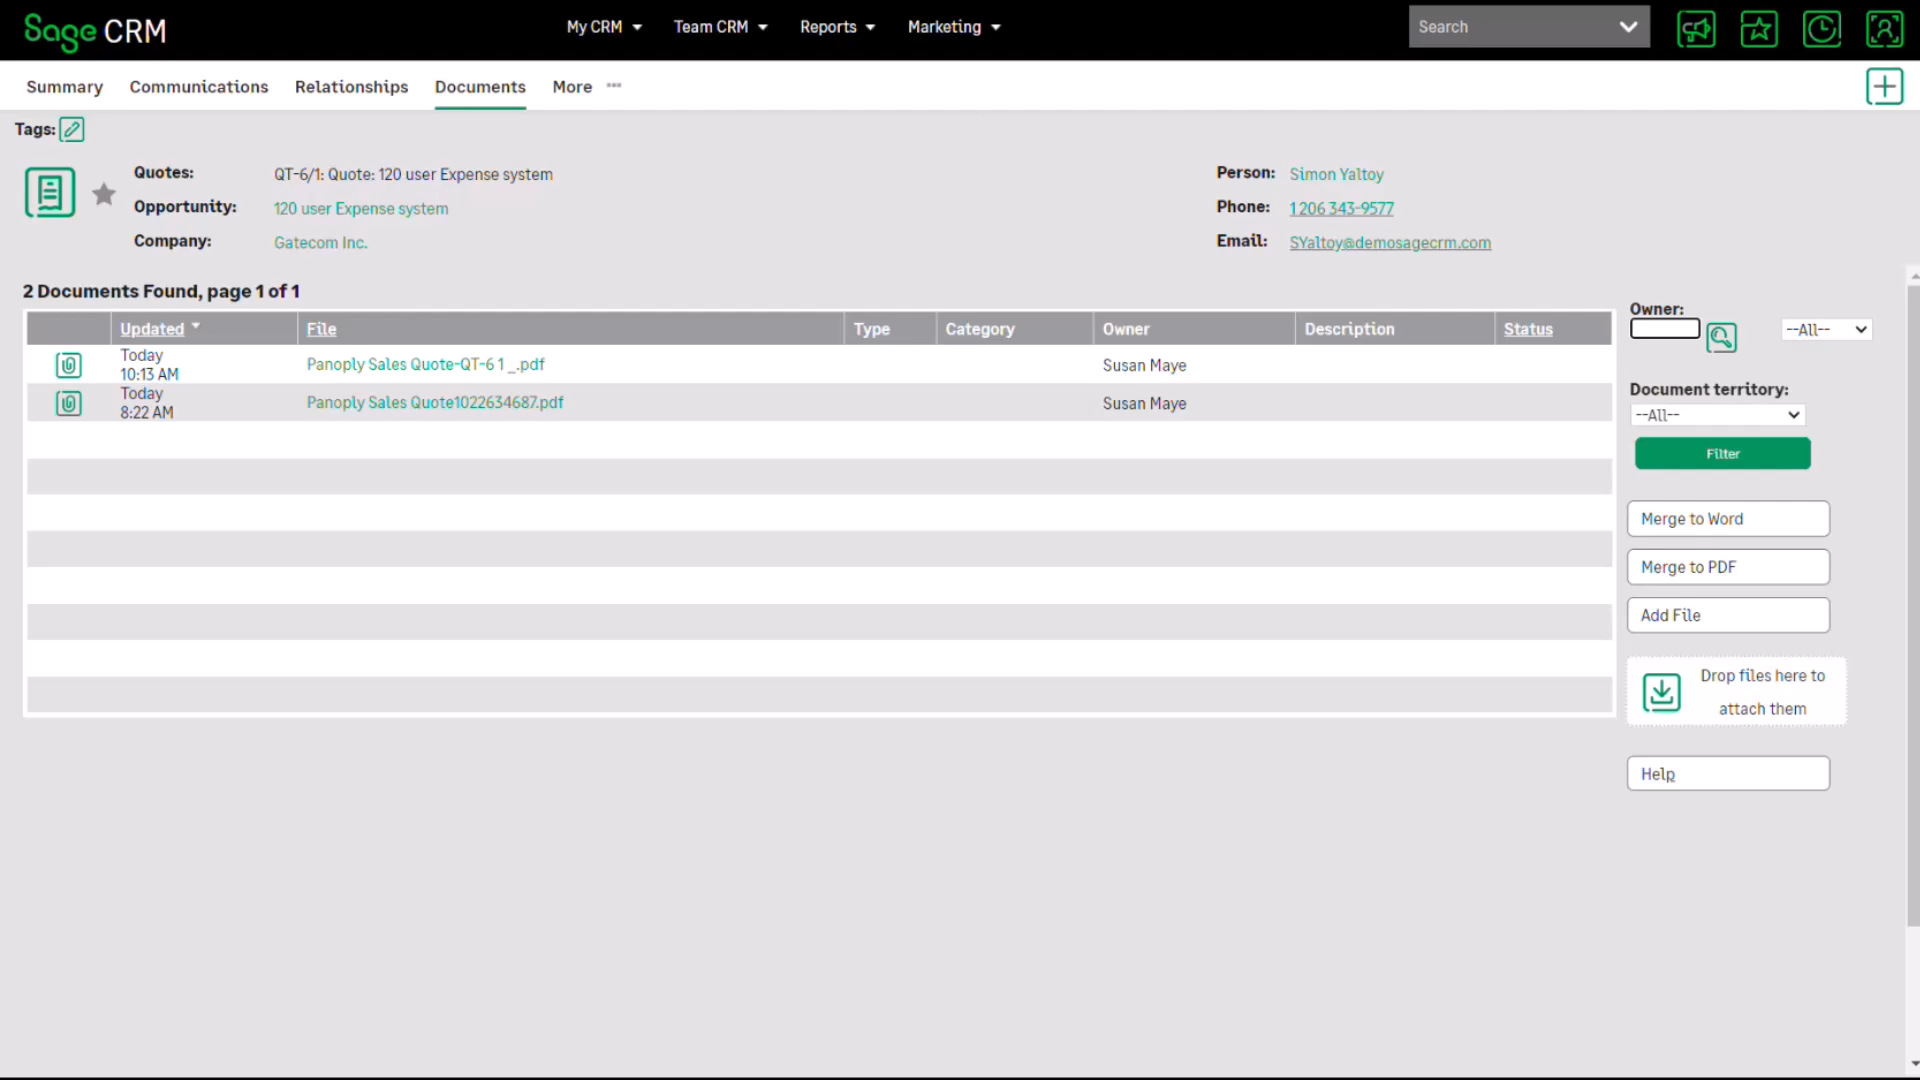 Sage CRM
My CRM Team CRM Reports Marketing
Search
Summary Communications Relationships Documents More
Tags:
Quotes: QT-6/1: Quote: 120 user Expense system
Opportunity: 120 user Expense system
Company: Gatecom Inc.
Person: Simon Yaltoy
Phone: 1 206 343-9577
Email: SYaltoy@demosagecrm.com
2 Documents Found, page 1 of 1
Updated File Type Category Owner Description Status
Today
10:13 AM
Panoply Sales Quote-QT-6 1 _.pdf Susan Maye
Today
8:22 AM
Panoply Sales Quote1022634687.pdf Susan Maye
Owner:
--All--
Document territory:
--All--
Filter
Merge to Word
Merge to PDF
Add File
Drop files here to
attach them
Help